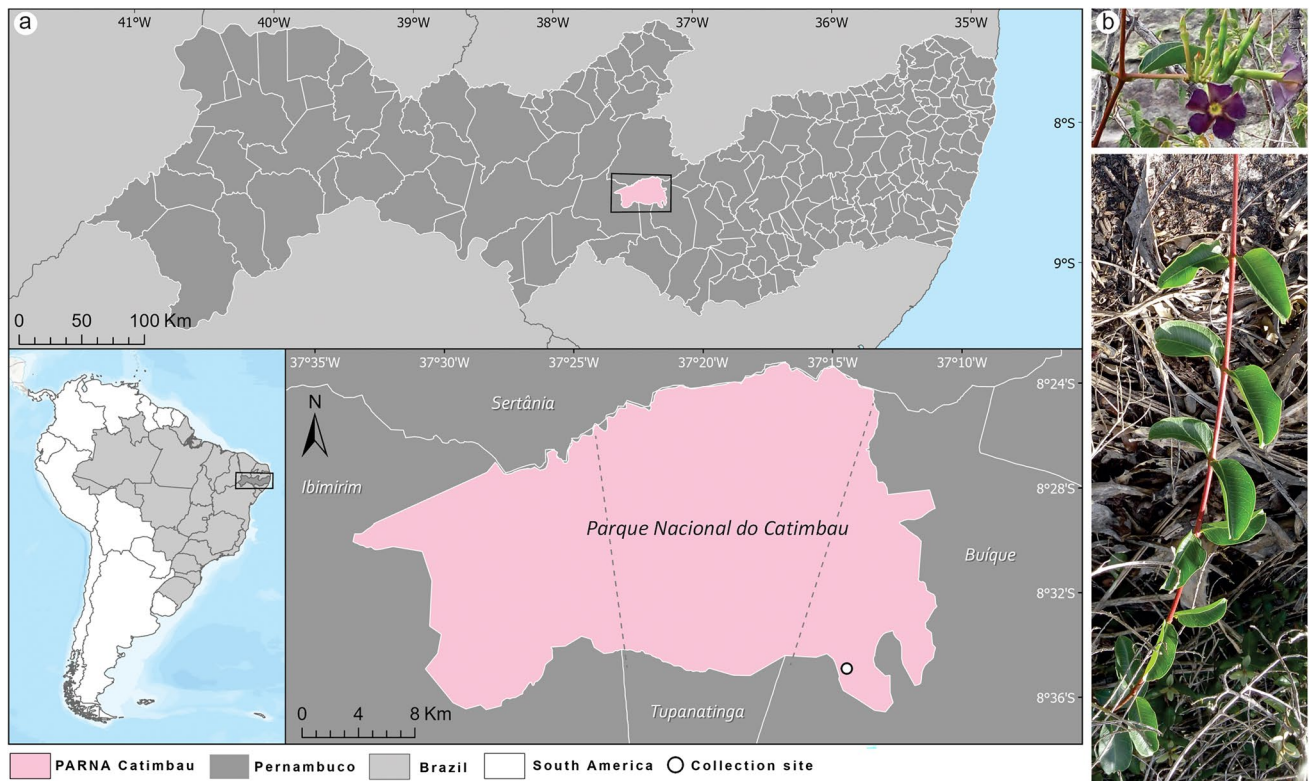 a
41°W 40°W 39°W 38°W 37°W 36°W 35°W
b
8°S
9°S
0 50 100 Km
37°35'W 37°30'W 37°25'W 37°20'W 37°15'W 37°10'W
8°24'S
N
Sertânia
Ibimirim
8°28'S
Parque Nacional do Catimbau
Buíque
8°32'S
8°36'S
Tupanatinga
0 4 8 Km
PARNA Catimbau Pernambuco Brazil South America Collection site